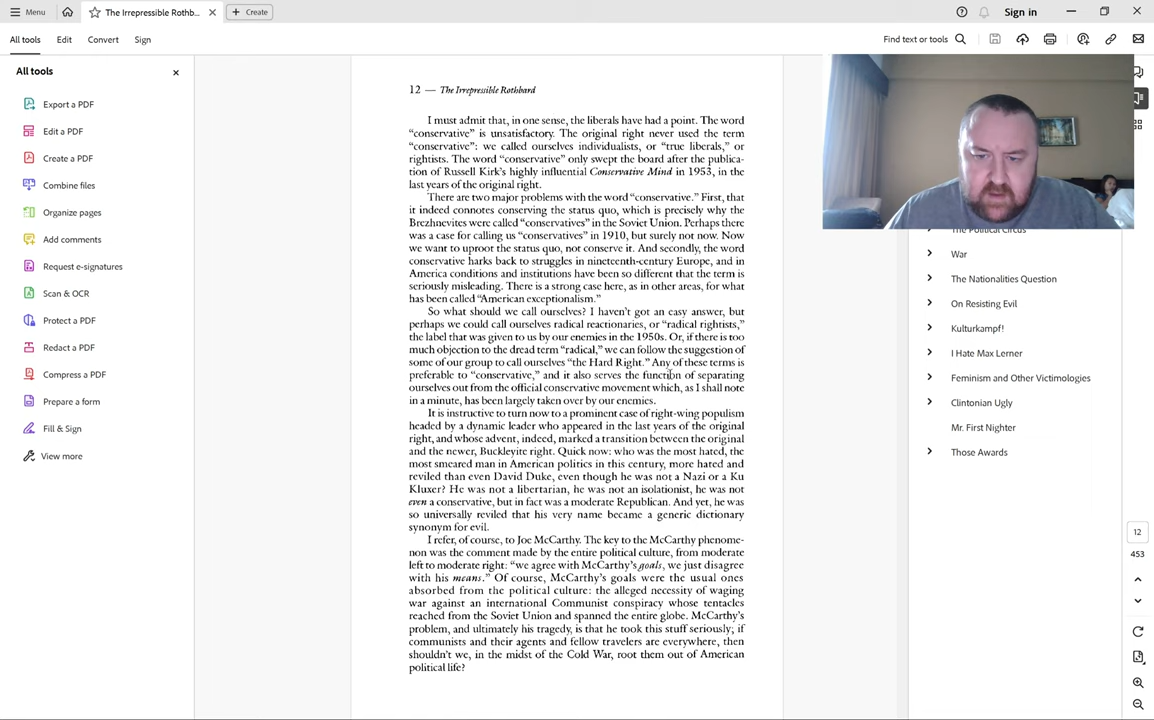 Menu
The Irrepressible Rothb...
Create
Sign in
All tools
Edit
Convert
Sign
Find text or tools
All tools
Export a PDF
Edit a PDF
Create a PDF
Combine files
Organize pages
Add comments
Request e-signatures
Scan & OCR
Protect a PDF
Redact a PDF
Compress a PDF
Prepare a form
Fill & Sign
View more
12 — The Irrepressible Rothbard
I must admit that, in one sense, the liberals have had a point. The word
“conservative” is unsatisfactory. The original right never used the term
“conservative”: we called ourselves individualists, or “true liberals,” or
rightists. The word “conservative” only swept the board after the publica-
tion of Russell Kirk’s highly influential Conservative Mind in 1953, in the
last years of the original right.
There are two major problems with the word “conservative.” First, that
it indeed connotes conserving the status quo, which is precisely why the
Brezhnevites were called “conservatives” in the Soviet Union. Perhaps there
was a case for calling us “conservatives” in 1910, but surely not now. Now
we want to uproot the status quo, not conserve it. And secondly, the word
conservative harks back to struggles in nineteenth-century Europe, and in
America conditions and institutions have been so different that the term is
seriously misleading. There is a strong case here, as in other areas, for what
has been called “American exceptionalism.”
So what should we call ourselves? I haven’t got an easy answer, but
perhaps we could call ourselves radical reactionaries, or “radical rightists,”
the label that was given to us by our enemies in the 1950s. Or, if there is too
much objection to the dread term “radical,” we can follow the suggestion of
some of our group to call ourselves “the Hard Right.” Any of these terms is
preferable to “conservative,” and it also serves the function of separating
ourselves out from the official conservative movement which, as I shall note
in a minute, has been largely taken over by our enemies.
It is instructive to turn now to a prominent case of right-wing populism
headed by a dynamic leader who appeared in the last years of the original
right, and whose advent, indeed, marked a transition between the original
and the newer, Buckleyite right. Quick now: who was the most hated, the
most smeared man in American politics in this century, more hated and
reviled than even David Duke, even though he was not a Nazi or a Ku
Kluxer? He was not a libertarian, he was not an isolationist, he was not
even a conservative, but in fact was a moderate Republican. And yet, he was
so universally reviled that his very name became a generic dictionary
synonym for evil.
I refer, of course, to Joe McCarthy. The key to the McCarthy phenome-
non was the comment made by the entire political culture, from moderate
left to moderate right: “we agree with McCarthy’s goals, we just disagree
with his means.” Of course, McCarthy’s goals were the usual ones
absorbed from the political culture: the alleged necessity of waging
war against an international Communist conspiracy whose tentacles
reached from the Soviet Union and spanned the entire globe. McCarthy’s
problem, and ultimately his tragedy, is that he took this stuff seriously; if
communists and their agents and fellow travelers are everywhere, then
shouldn’t we, in the midst of the Cold War, root them out of American
political life?
The Political Circus
War
The Nationalities Question
On Resisting Evil
Kulturkampf!
I Hate Max Lerner
Feminism and Other Victimologies
Clintonian Ugly
Mr. First Nighter
Those Awards
12
453